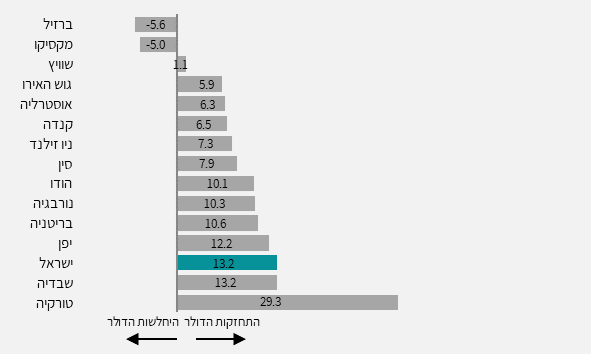 ברזיל -5.6
מקסיקו -5.0
שוויץ 1.1
גוש האירו 5.9
אוסטרליה 6.3
קנדה 6.5
ניו זילנד 7.3
סין 7.9
הודו 10.1
נורבגיה 10.3
בריטניה 10.6
יפן 12.2
ישראל 13.2
שבדיה 13.2
טורקיה 29.3
התחזקות הדולר היחלשות הדולר